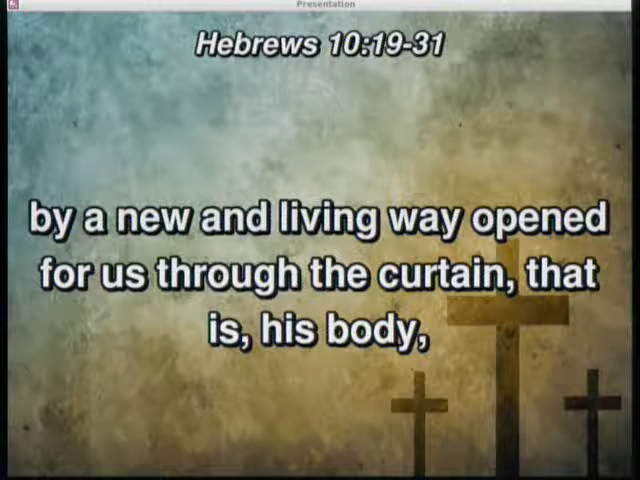 Presentation
Hebrews 10:19-31
by a new and living way opened
for us through the curtain, that
is, his body,